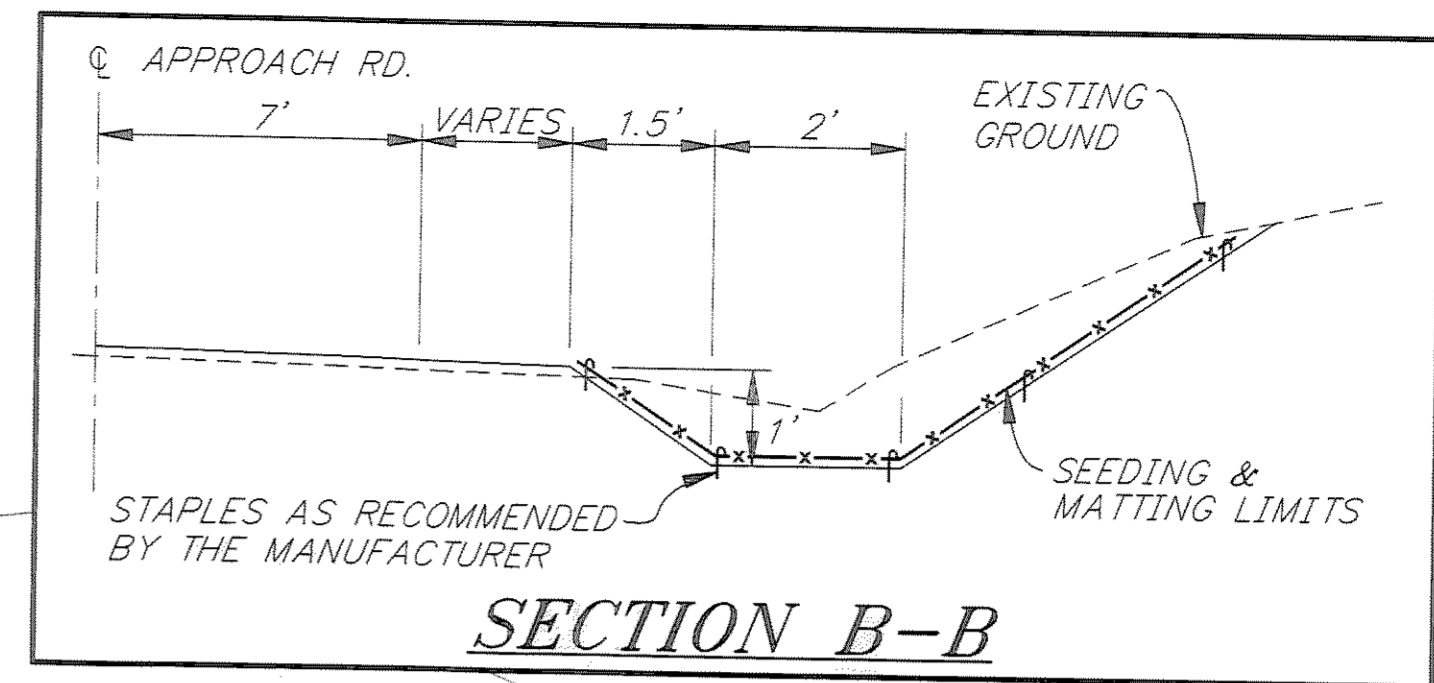 ℄ APPROACH RD.
7' VARIES 1.5' 2'
EXISTING
GROUND
1'
SEEDING &
MATTING LIMITS
STAPLES AS RECOMMENDED
BY THE MANUFACTURER
SECTION B-B